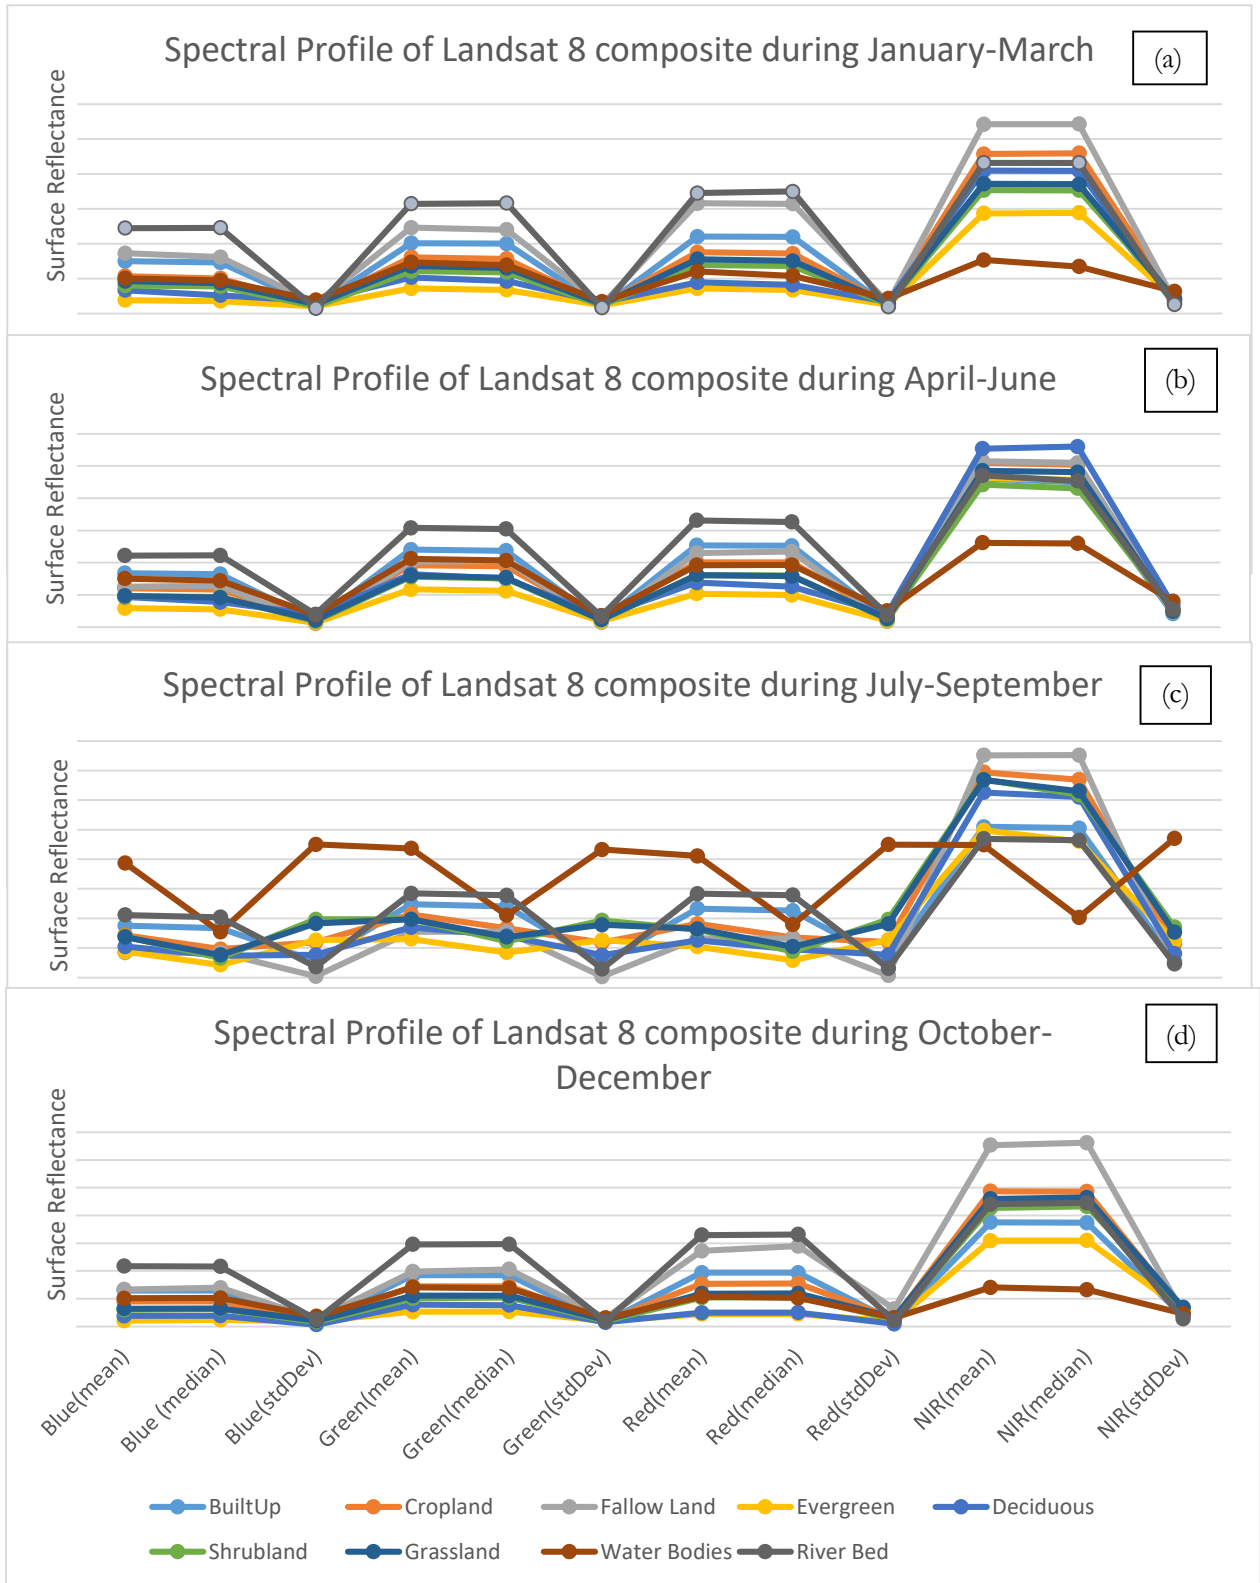 Spectral Profile of Landsat 8 composite during January-March
(a)
Surface Reflectance
Spectral Profile of Landsat 8 composite during April-June
(b)
Surface Reflectance
Spectral Profile of Landsat 8 composite during July-September
(c)
Surface Reflectance
Spectral Profile of Landsat 8 composite during October-
December
(d)
Surface Reflectance
Blue(mean)
Blue (median)
Blue(stdDev)
Green(mean)
Green(median)
Green(stdDev)
Red(mean)
Red(median)
Red(stdDev)
NIR(mean)
NIR(median)
NIR(stdDev)
BuiltUp Cropland Fallow Land Evergreen Deciduous
Shrubland Grassland Water Bodies River Bed